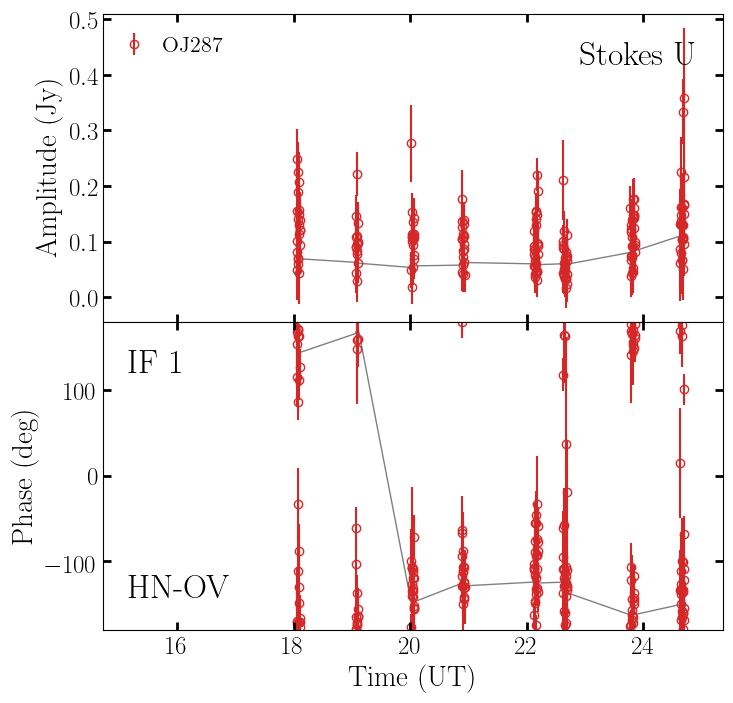 0.5
OJ287
Stokes U
0.4
0.3
0.2
0.1
0.0
Amplitude (Jy)
IF 1
100
0
−100
Phase (deg)
HN-OV
16 18 20 22 24
Time (UT)